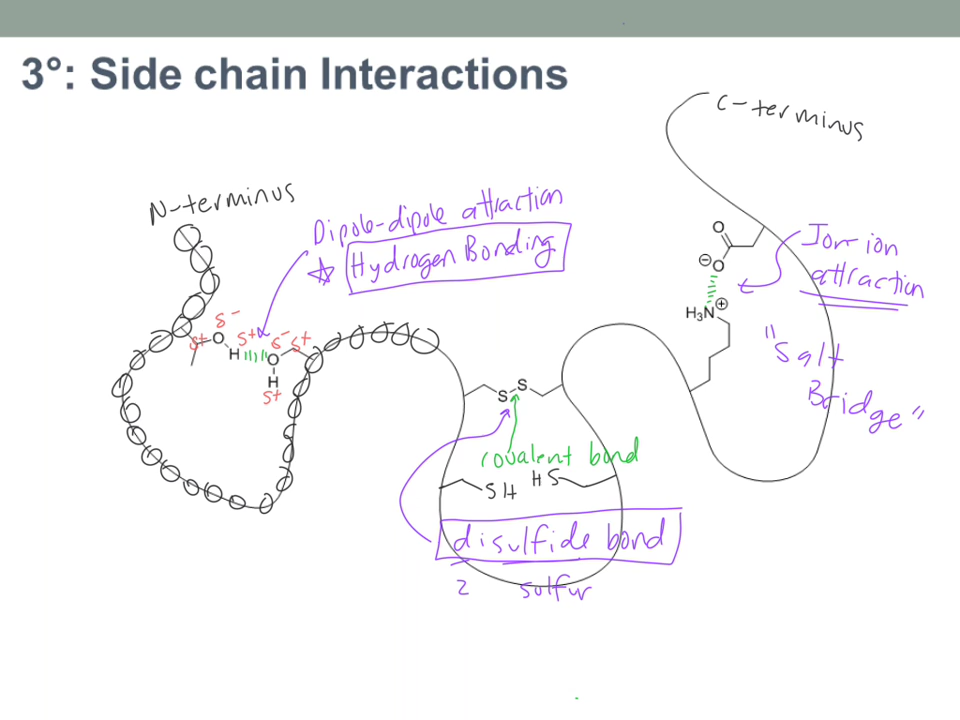 3°: Side chain Interactions
C-terminus
N-terminus
Dipole-dipole attraction
Hydrogen Bonding
Ion-ion
attraction
"Salt
Bridge"
O
⊖O
H₃N⊕
δ-
δ+ O δ+ δ- δ+
H O
H
δ+
S S
covalent bond
SH HS
disulfide bond
2 sulfur